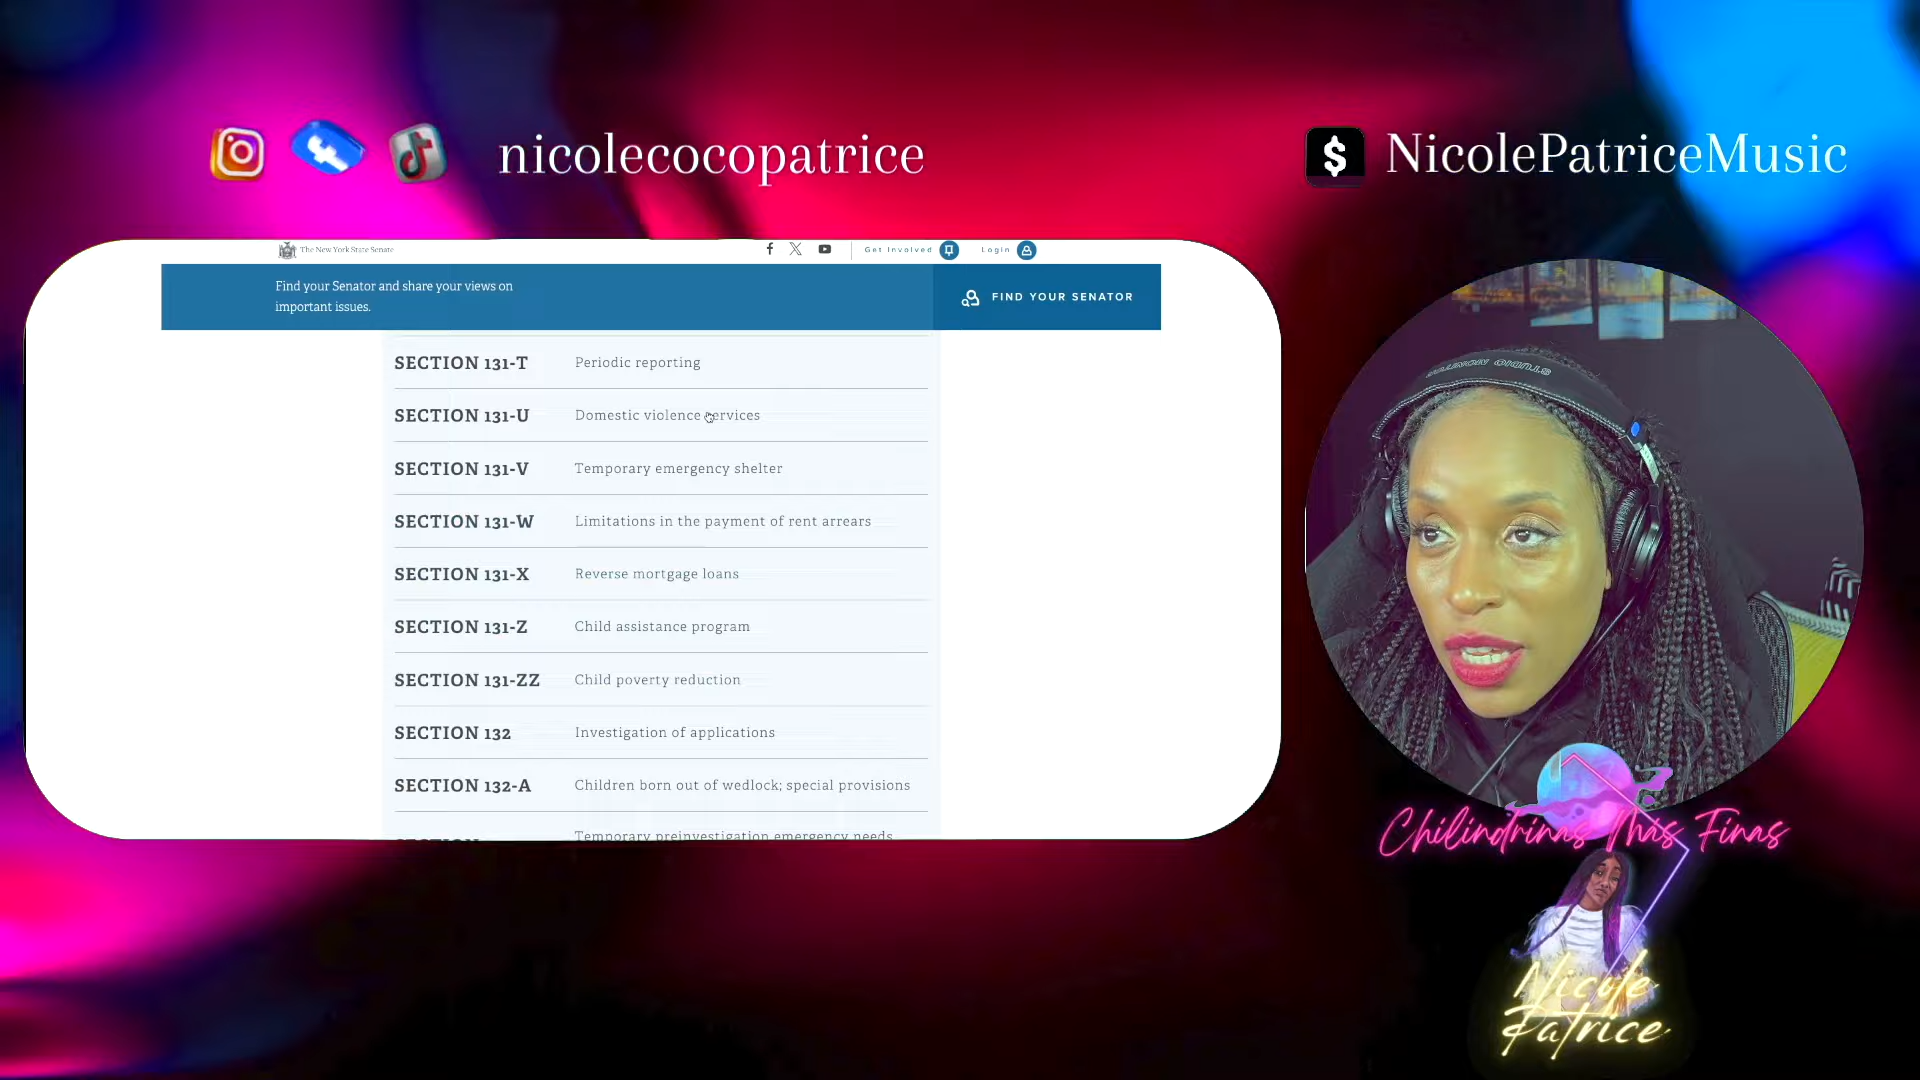 nicolecocopatrice
NicolePatriceMusic
The New York State Senate
Get Involved
Login
Find your Senator and share your views on
important issues.
FIND YOUR SENATOR
SECTION 131-T Periodic reporting
SECTION 131-U Domestic violence services
SECTION 131-V Temporary emergency shelter
SECTION 131-W Limitations in the payment of rent arrears
SECTION 131-X Reverse mortgage loans
SECTION 131-Z Child assistance program
SECTION 131-ZZ Child poverty reduction
SECTION 132 Investigation of applications
SECTION 132-A Children born out of wedlock; special provisions
Temporary preinvestigation emergency needs
Chilindrinas Más Finas
Nicole
Patrice